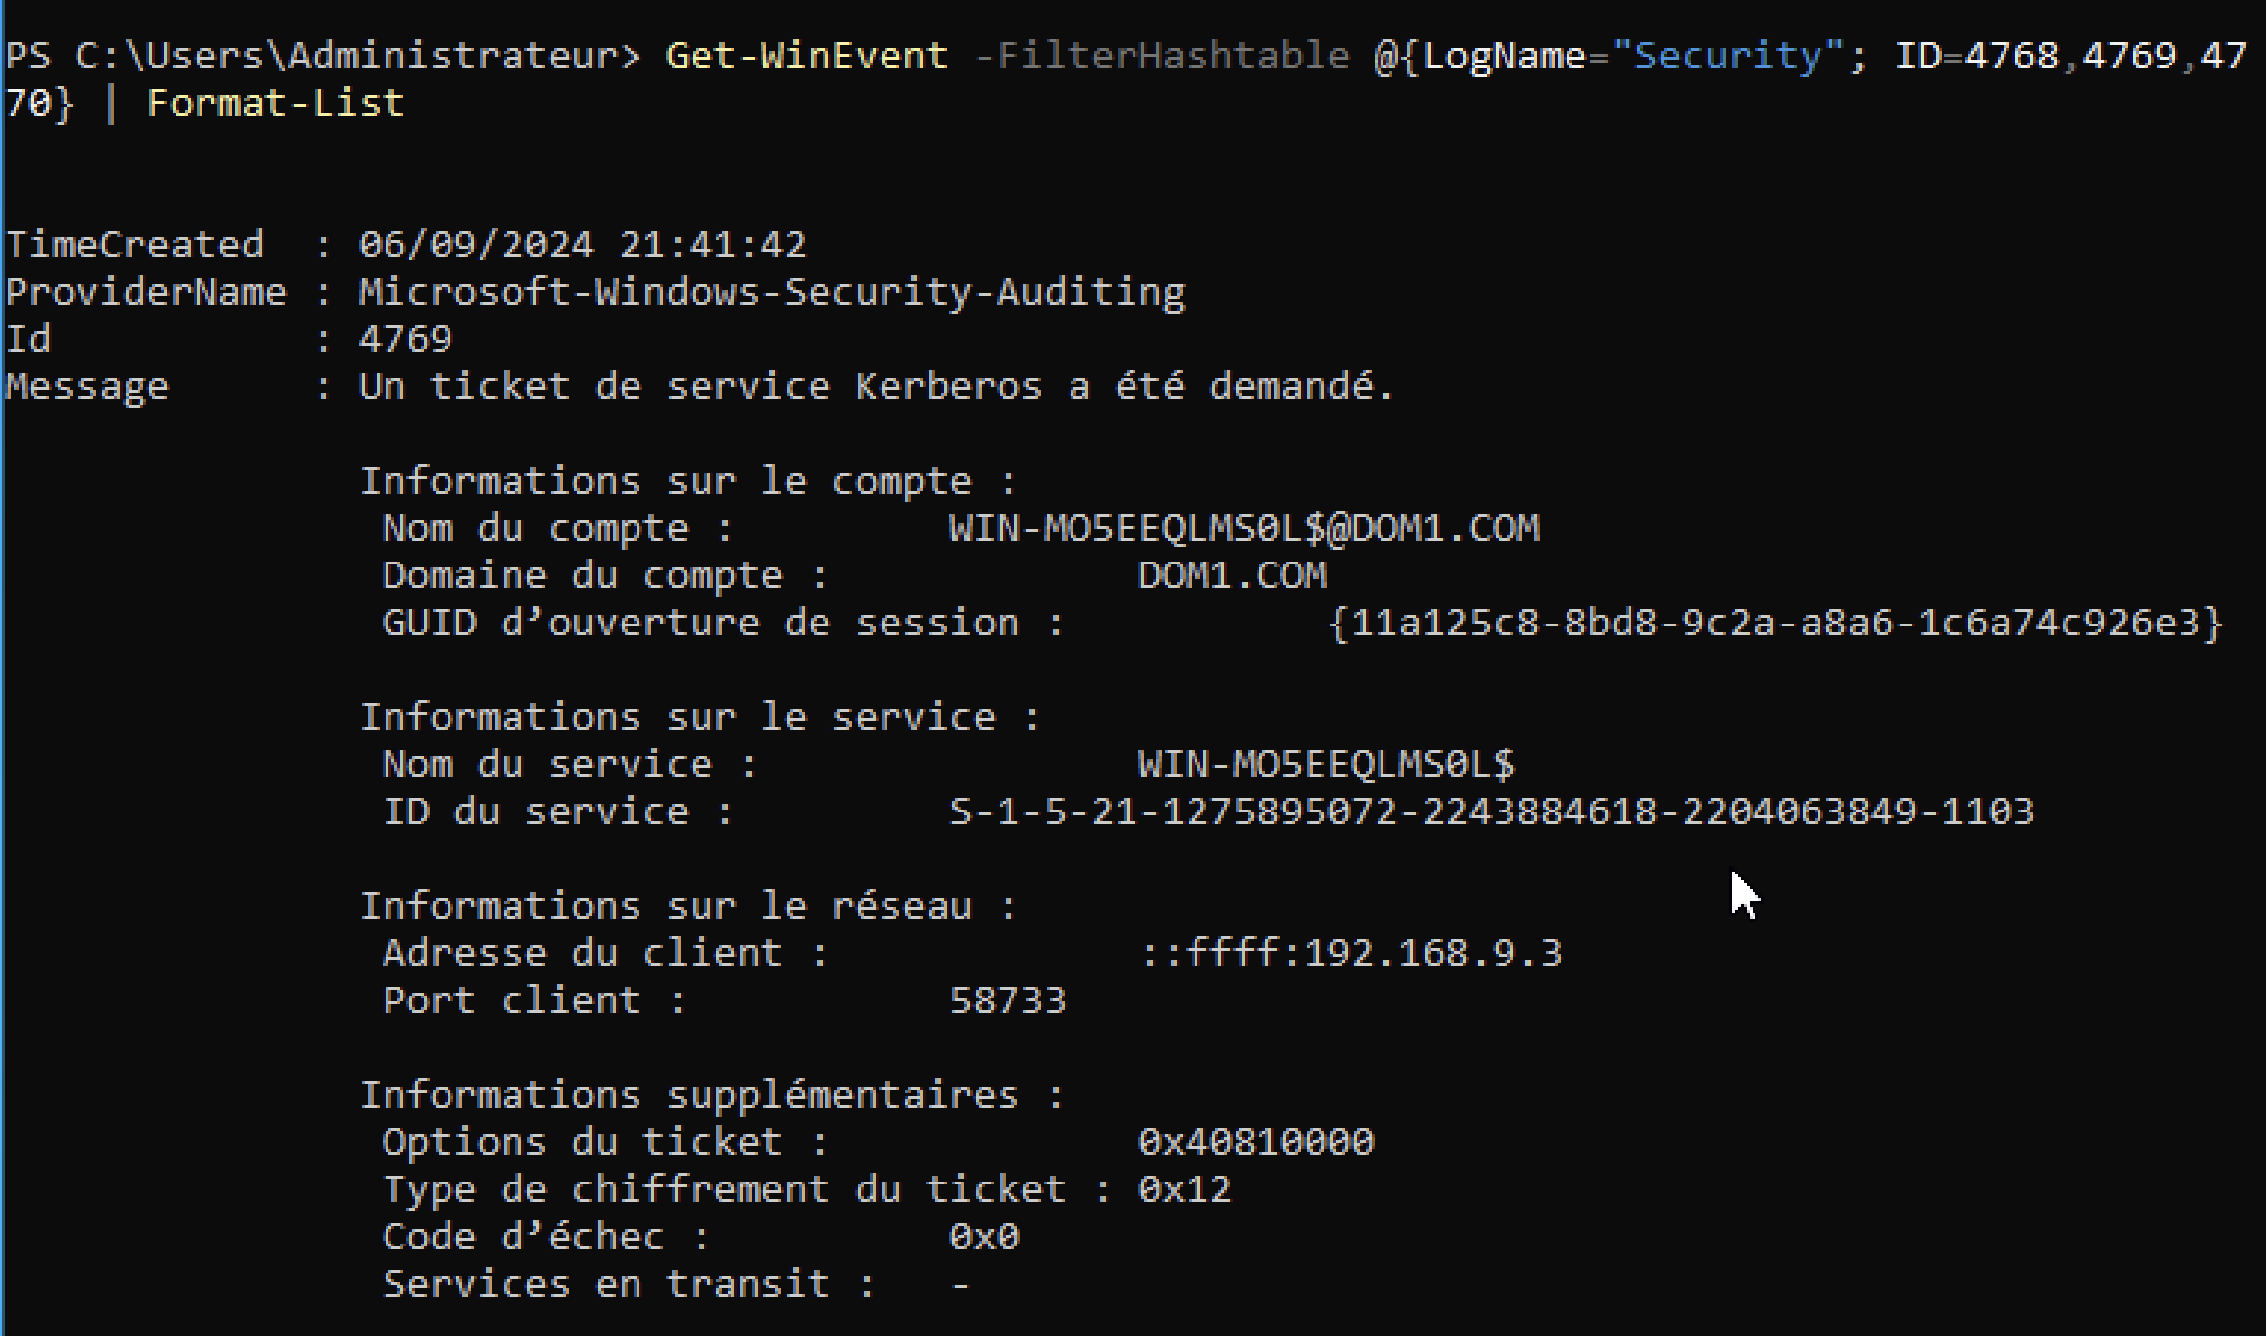 PS C:\Users\Administrateur> Get-WinEvent -FilterHashtable @{LogName="Security"; ID=4768,4769,47
70} | Format-List
TimeCreated : 06/09/2024 21:41:42
ProviderName : Microsoft-Windows-Security-Auditing
Id : 4769
Message : Un ticket de service Kerberos a été demandé.
Informations sur le compte :
Nom du compte : WIN-MO5EEQLMS0L$@DOM1.COM
Domaine du compte : DOM1.COM
GUID d’ouverture de session : {11a125c8-8bd8-9c2a-a8a6-1c6a74c926e3}
Informations sur le service :
Nom du service : WIN-MO5EEQLMS0L$
ID du service : S-1-5-21-1275895072-2243884618-2204063849-1103
Informations sur le réseau :
Adresse du client : ::ffff:192.168.9.3
Port client : 58733
Informations supplémentaires :
Options du ticket : 0x40810000
Type de chiffrement du ticket : 0x12
Code d’échec : 0x0
Services en transit : -